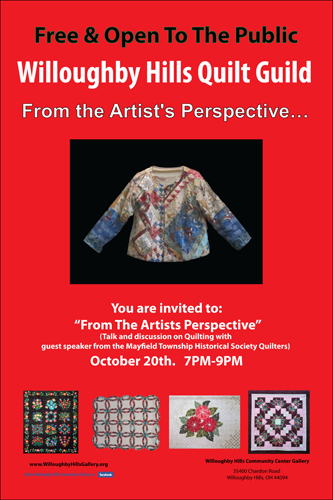 Free & Open To The Public
Willoughby Hills Quilt Guild
From the Artist's Perspective...
You are invited to:
“From The Artists Perspective”
(Talk and discussion on Quilting with
guest speaker from the Mayfield Township Historical Society Quilters)
October 20th. 7PM-9PM
www.WilloughbyHillsGallery.org
facebook
Willoughby Hills Community Center Gallery
35400 Chardon Road
Willoughby Hills, OH 44094